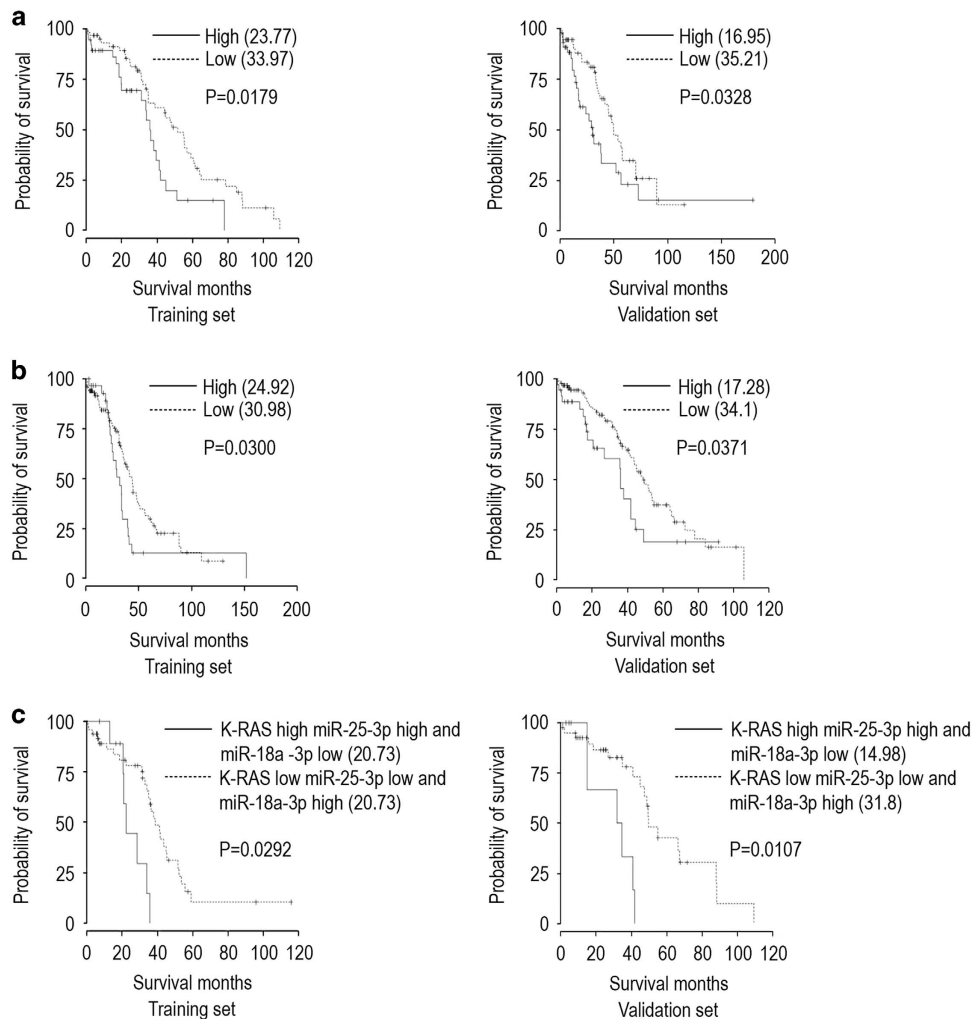 a
100
75
50
25
0
Probability of survival
High (23.77)
Low (33.97)
P=0.0179
0 20 40 60 80 100 120
Survival months
Training set
100
75
50
25
0
Probability of survival
High (16.95)
Low (35.21)
P=0.0328
0 50 100 150 200
Survival months
Validation set
b
100
75
50
25
0
Probability of survival
High (24.92)
Low (30.98)
P=0.0300
0 50 100 150 200
Survival months
Training set
100
75
50
25
0
Probability of survival
High (17.28)
Low (34.1)
P=0.0371
0 20 40 60 80 100 120
Survival months
Validation set
c
100
75
50
25
0
Probability of survival
K-RAS high miR-25-3p high and
miR-18a -3p low (20.73)
K-RAS low miR-25-3p low and
miR-18a-3p high (20.73)
P=0.0292
0 20 40 60 80 100 120
Survival months
Training set
100
75
50
25
0
Probability of survival
K-RAS high miR-25-3p high and
miR-18a-3p low (14.98)
K-RAS low miR-25-3p low and
miR-18a-3p high (31.8)
P=0.0107
0 20 40 60 80 100 120
Survival months
Validation set